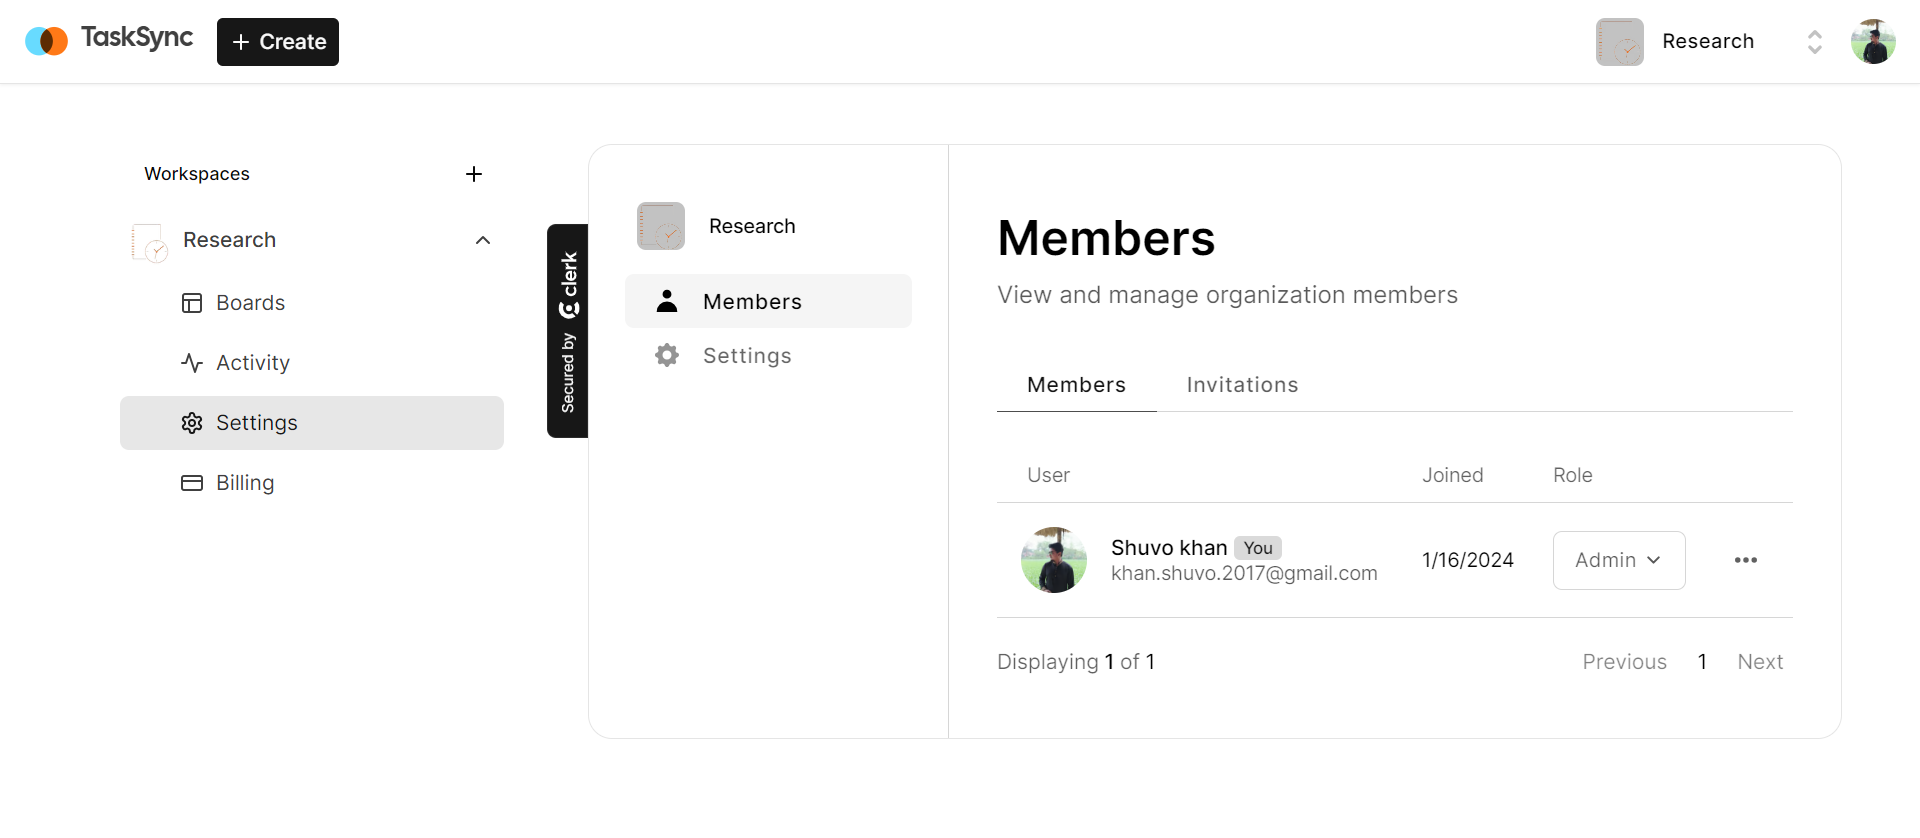 TaskSync
+ Create
Research
Workspaces
Research
Boards
Activity
Settings
Billing
Secured by clerk
Research
Members
Settings
Members
View and manage organization members
Members Invitations
User Joined Role
Shuvo khan You
khan.shuvo.2017@gmail.com
1/16/2024
Admin
Displaying 1 of 1
Previous 1 Next